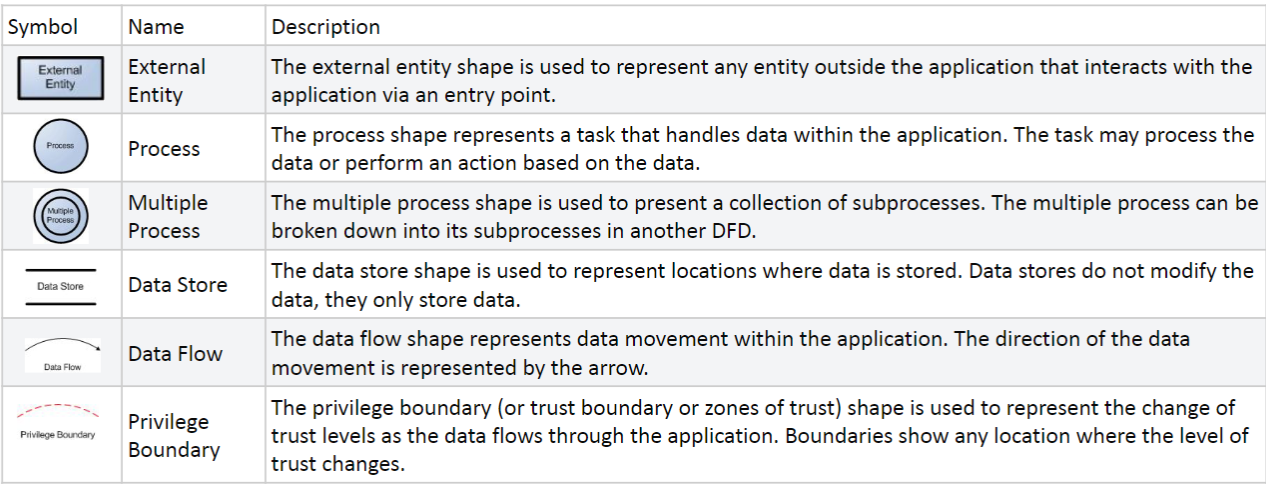 Symbol Name Description
External
Entity
External
Entity
The external entity shape is used to represent any entity outside the application that interacts with the
application via an entry point.
Process
Process
The process shape represents a task that handles data within the application. The task may process the
data or perform an action based on the data.
Multiple
Process
Multiple
Process
The multiple process shape is used to present a collection of subprocesses. The multiple process can be
broken down into its subprocesses in another DFD.
Data Store
Data Store
The data store shape is used to represent locations where data is stored. Data stores do not modify the
data, they only store data.
Data Flow
Data Flow
The data flow shape represents data movement within the application. The direction of the data
movement is represented by the arrow.
Privilege Boundary
Privilege
Boundary
The privilege boundary (or trust boundary or zones of trust) shape is used to represent the change of
trust levels as the data flows through the application. Boundaries show any location where the level of
trust changes.